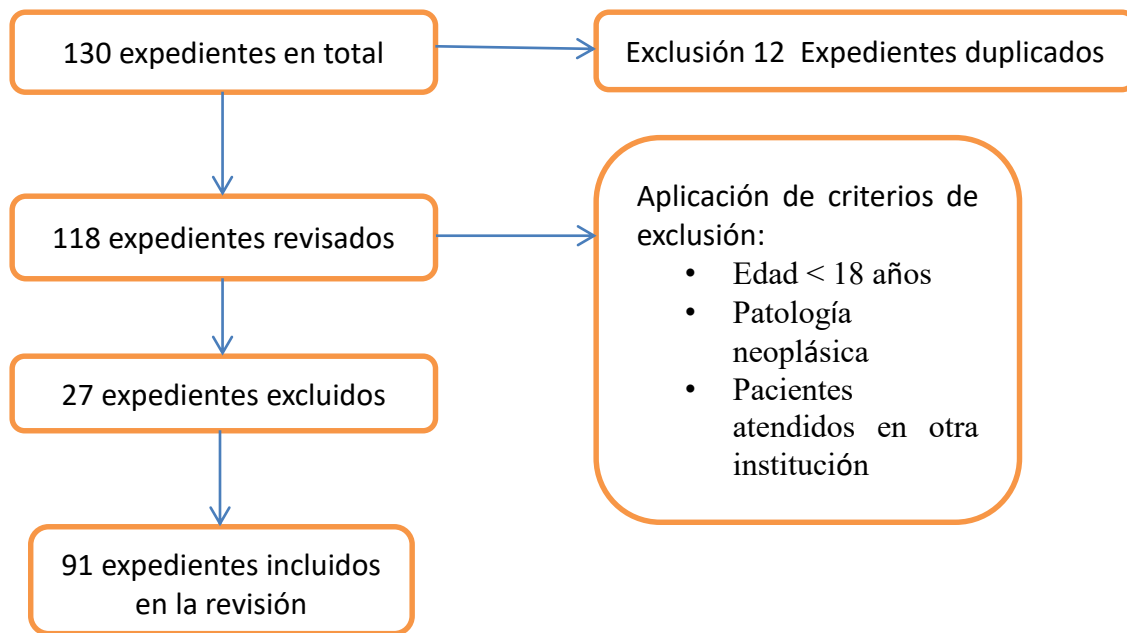 130 expedientes en total
Exclusión 12 Expedientes duplicados
118 expedientes revisados
Aplicación de criterios de
exclusión:
• Edad < 18 años
• Patología
neoplásica
• Pacientes
atendidos en otra
institución
27 expedientes excluidos
91 expedientes incluidos
en la revisión